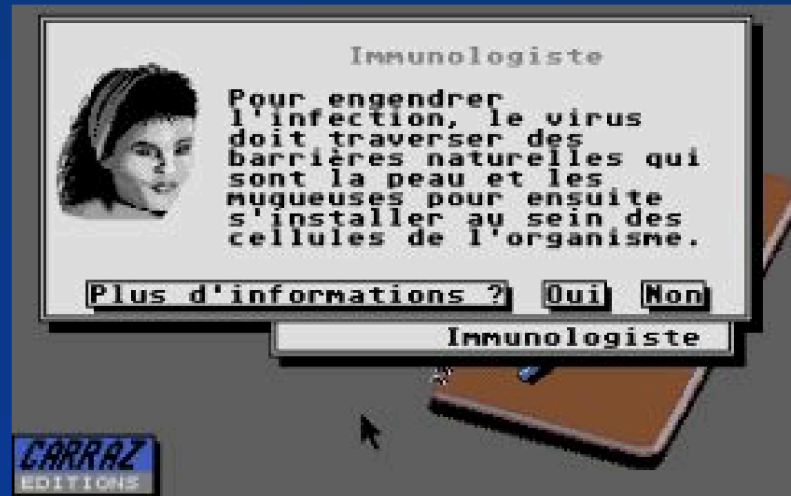 Immunologiste
Pour engendrer
l'infection, le virus
doit traverser des
barrières naturelles qui
sont la peau et les
muqueuses pour ensuite
s'installer au sein des
cellules de l'organisme.
Plus d'informations ? Oui Non
Immunologiste
CARRAZ
EDITIONS